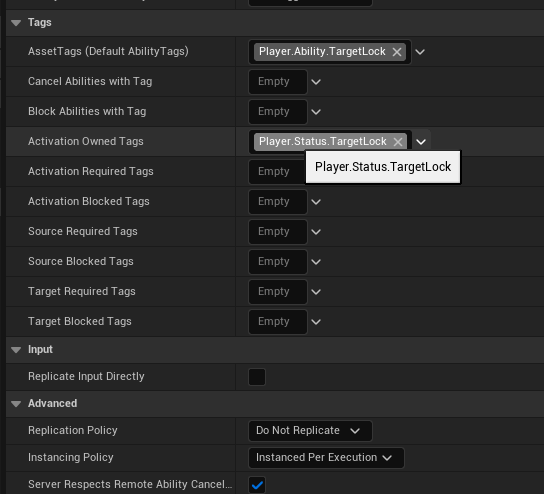 Tags
AssetTags (Default AbilityTags) Player.Ability.TargetLock
Cancel Abilities with Tag Empty
Block Abilities with Tag Empty
Activation Owned Tags Player.Status.TargetLock
Player.Status.TargetLock
Activation Required Tags Empty
Activation Blocked Tags Empty
Source Required Tags Empty
Source Blocked Tags Empty
Target Required Tags Empty
Target Blocked Tags Empty
Input
Replicate Input Directly
Advanced
Replication Policy Do Not Replicate
Instancing Policy Instanced Per Execution
Server Respects Remote Ability Cancel...